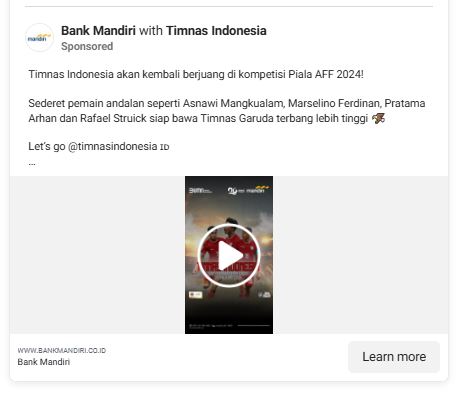 mandiri
Bank Mandiri with Timnas Indonesia
Sponsored
Timnas Indonesia akan kembali berjuang di kompetisi Piala AFF 2024!
Sederet pemain andalan seperti Asnawi Mangkualam, Marselino Ferdinan, Pratama
Arhan dan Rafael Struick siap bawa Timnas Garuda terbang lebih tinggi
Let's go @timnasindonesia ID
...
BUMN
mandiri
WWW.BANKMANDIRI.CO.ID
Bank Mandiri
Learn more